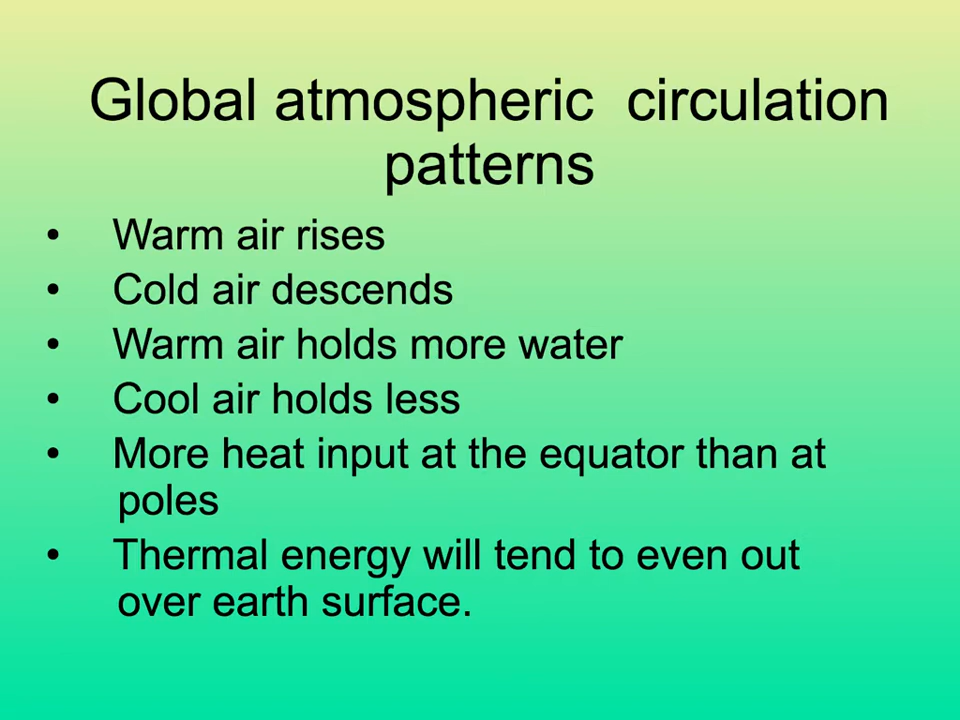 Global atmospheric  circulation
patterns
• Warm air rises
• Cold air descends
• Warm air holds more water
• Cool air holds less
• More heat input at the equator than at
poles
• Thermal energy will tend to even out
over earth surface.